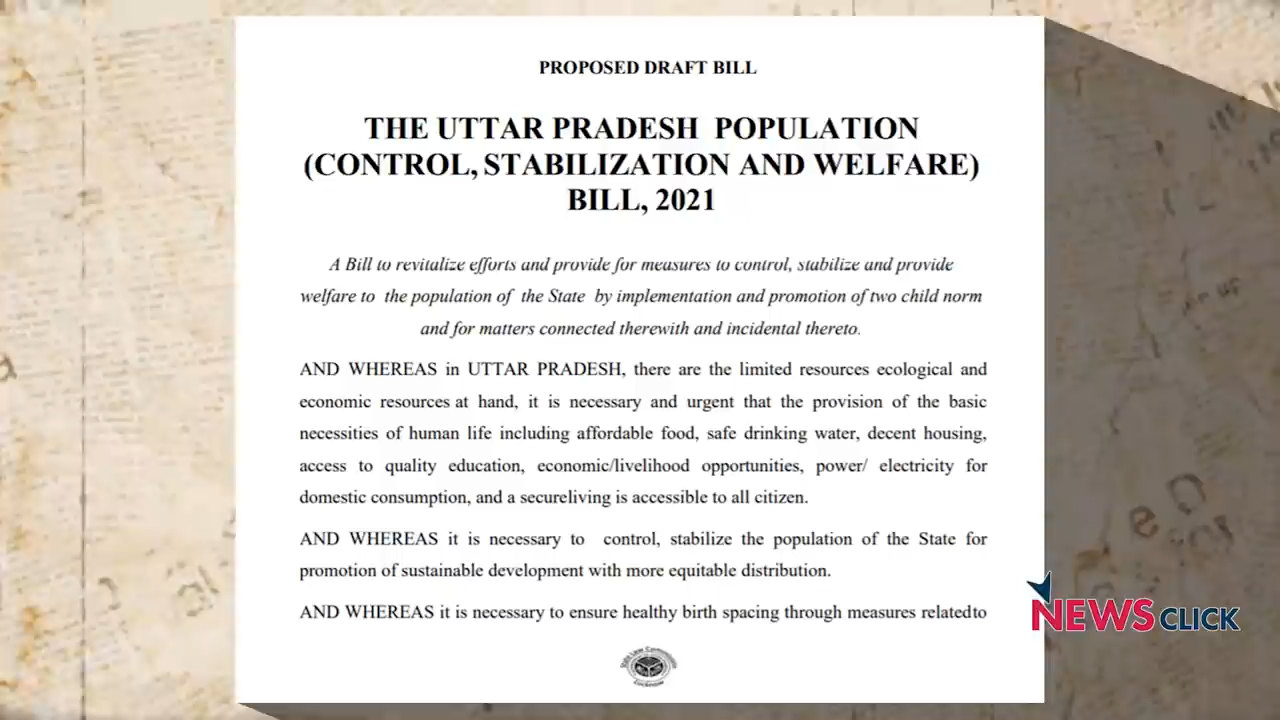 PROPOSED DRAFT BILL
THE UTTAR PRADESH POPULATION
(CONTROL, STABILIZATION AND WELFARE)
BILL, 2021
A Bill to revitalize efforts and provide for measures to control, stabilize and provide
welfare to the population of the State by implementation and promotion of two child norm
and for matters connected therewith and incidental thereto.
AND WHEREAS in UTTAR PRADESH, there are the limited resources ecological and
economic resources at hand, it is necessary and urgent that the provision of the basic
necessities of human life including affordable food, safe drinking water, decent housing,
access to quality education, economic/livelihood opportunities, power/ electricity for
domestic consumption, and a secureliving is accessible to all citizen.
AND WHEREAS it is necessary to control, stabilize the population of the State for
promotion of sustainable development with more equitable distribution.
AND WHEREAS it is necessary to ensure healthy birth spacing through measures relatedto
NEWSCLICK